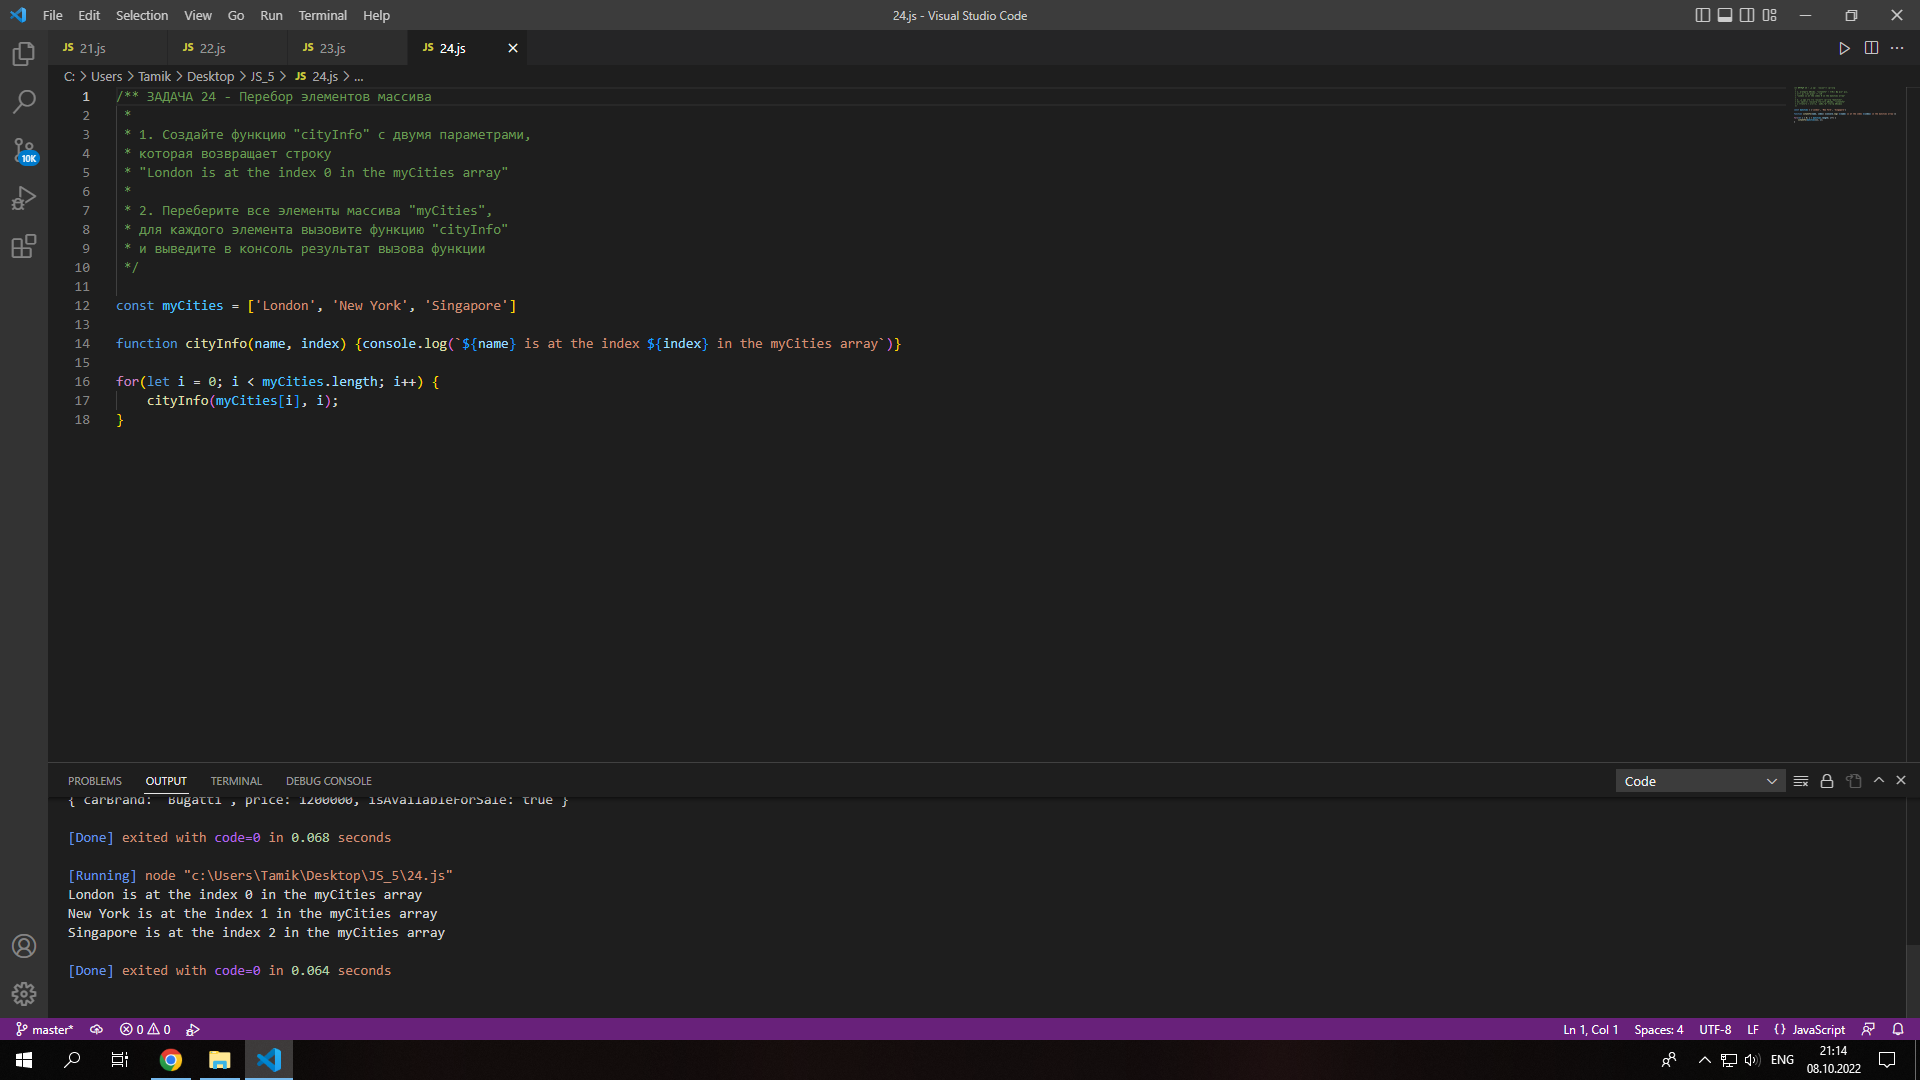 File Edit Selection View Go Run Terminal Help
24.js - Visual Studio Code
JS 21.js JS 22.js JS 23.js JS 24.js
C: > Users > Tamik > Desktop > JS_5 > JS 24.js > ...
1 /** ЗАДАЧА 24 - Перебор элементов массива
2 *
3 * 1. Создайте функцию "cityInfo" с двумя параметрами,
4 * которая возвращает строку
5 * "London is at the index 0 in the myCities array"
6 *
7 * 2. Переберите все элементы массива "myCities",
8 * для каждого элемента вызовите функцию "cityInfo"
9 * и выведите в консоль результат вызова функции
10 */
11
12 const myCities = ['London', 'New York', 'Singapore']
13
14 function cityInfo(name, index) {console.log(`${name} is at the index ${index} in the myCities array`)}
15
16 for(let i = 0; i < myCities.length; i++) {
17 cityInfo(myCities[i], i);
18 }
10K
PROBLEMS OUTPUT TERMINAL DEBUG CONSOLE
Code
{ carBrand: 'Bugatti', price: 1200000, isAvailableForSale: true }
[Done] exited with code=0 in 0.068 seconds
[Running] node "c:\Users\Tamik\Desktop\JS_5\24.js"
London is at the index 0 in the myCities array
New York is at the index 1 in the myCities array
Singapore is at the index 2 in the myCities array
[Done] exited with code=0 in 0.064 seconds
master* 0 0
Ln 1, Col 1 Spaces: 4 UTF-8 LF {} JavaScript
ENG
21:14
08.10.2022